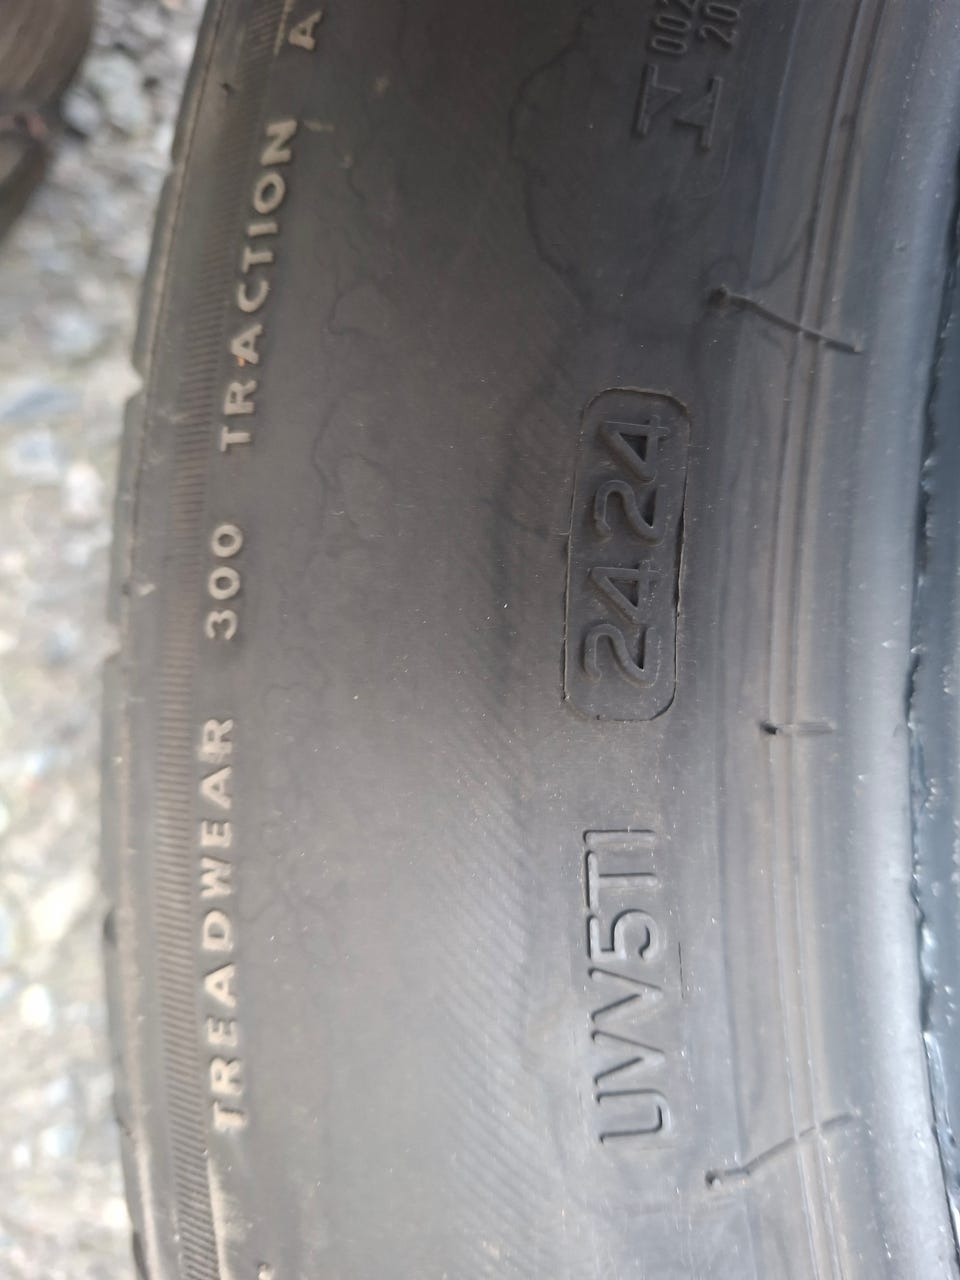 TREADWEAR 300 TRACTION A
UVV5TI 2424